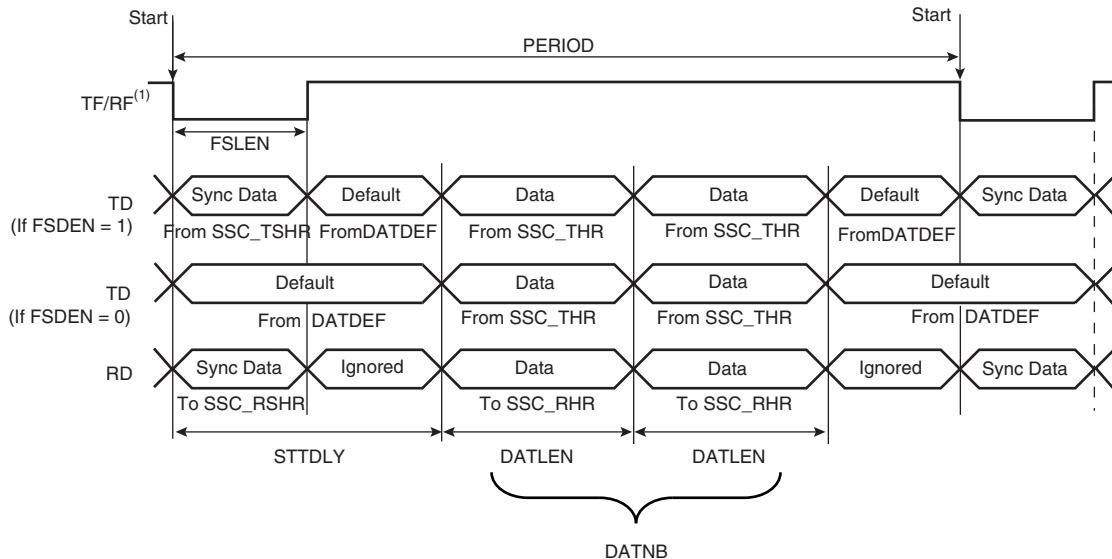 Start
Start
PERIOD
TF/RF(1)
FSLEN
TD
(If FSDEN = 1)
Sync Data
Default
Data
Data
Default
Sync Data
From SSC_TSHR
FromDATDEF
From SSC_THR
From SSC_THR
FromDATDEF
TD
(If FSDEN = 0)
Default
Data
Data
Default
From DATDEF
From SSC_THR
From SSC_THR
From DATDEF
RD
Sync Data
Ignored
Data
Data
Ignored
Sync Data
To SSC_RSHR
To SSC_RHR
To SSC_RHR
STTDLY
DATLEN
DATLEN
DATNB